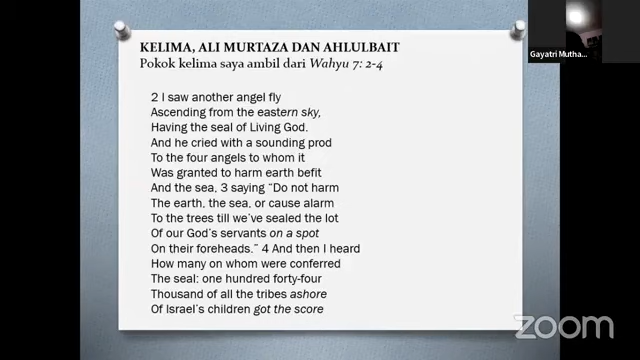 KELIMA, ALI MURTAZA DAN AHLULBAIT
Pokok kelima saya ambil dari Wahyu 7: 2-4
2 I saw another angel fly
Ascending from the eastern sky,
Having the seal of Living God.
And he cried with a sounding prod
To the four angels to whom it
Was granted to harm earth befit
And the sea, 3 saying “Do not harm
The earth, the sea, or cause alarm
To the trees till we’ve sealed the lot
Of our God’s servants on a spot
On their foreheads.” 4 And then I heard
How many on whom were conferred
The seal: one hundred forty-four
Thousand of all the tribes ashore
Of Israel’s children got the score
Gayatri Mutha...
zoom